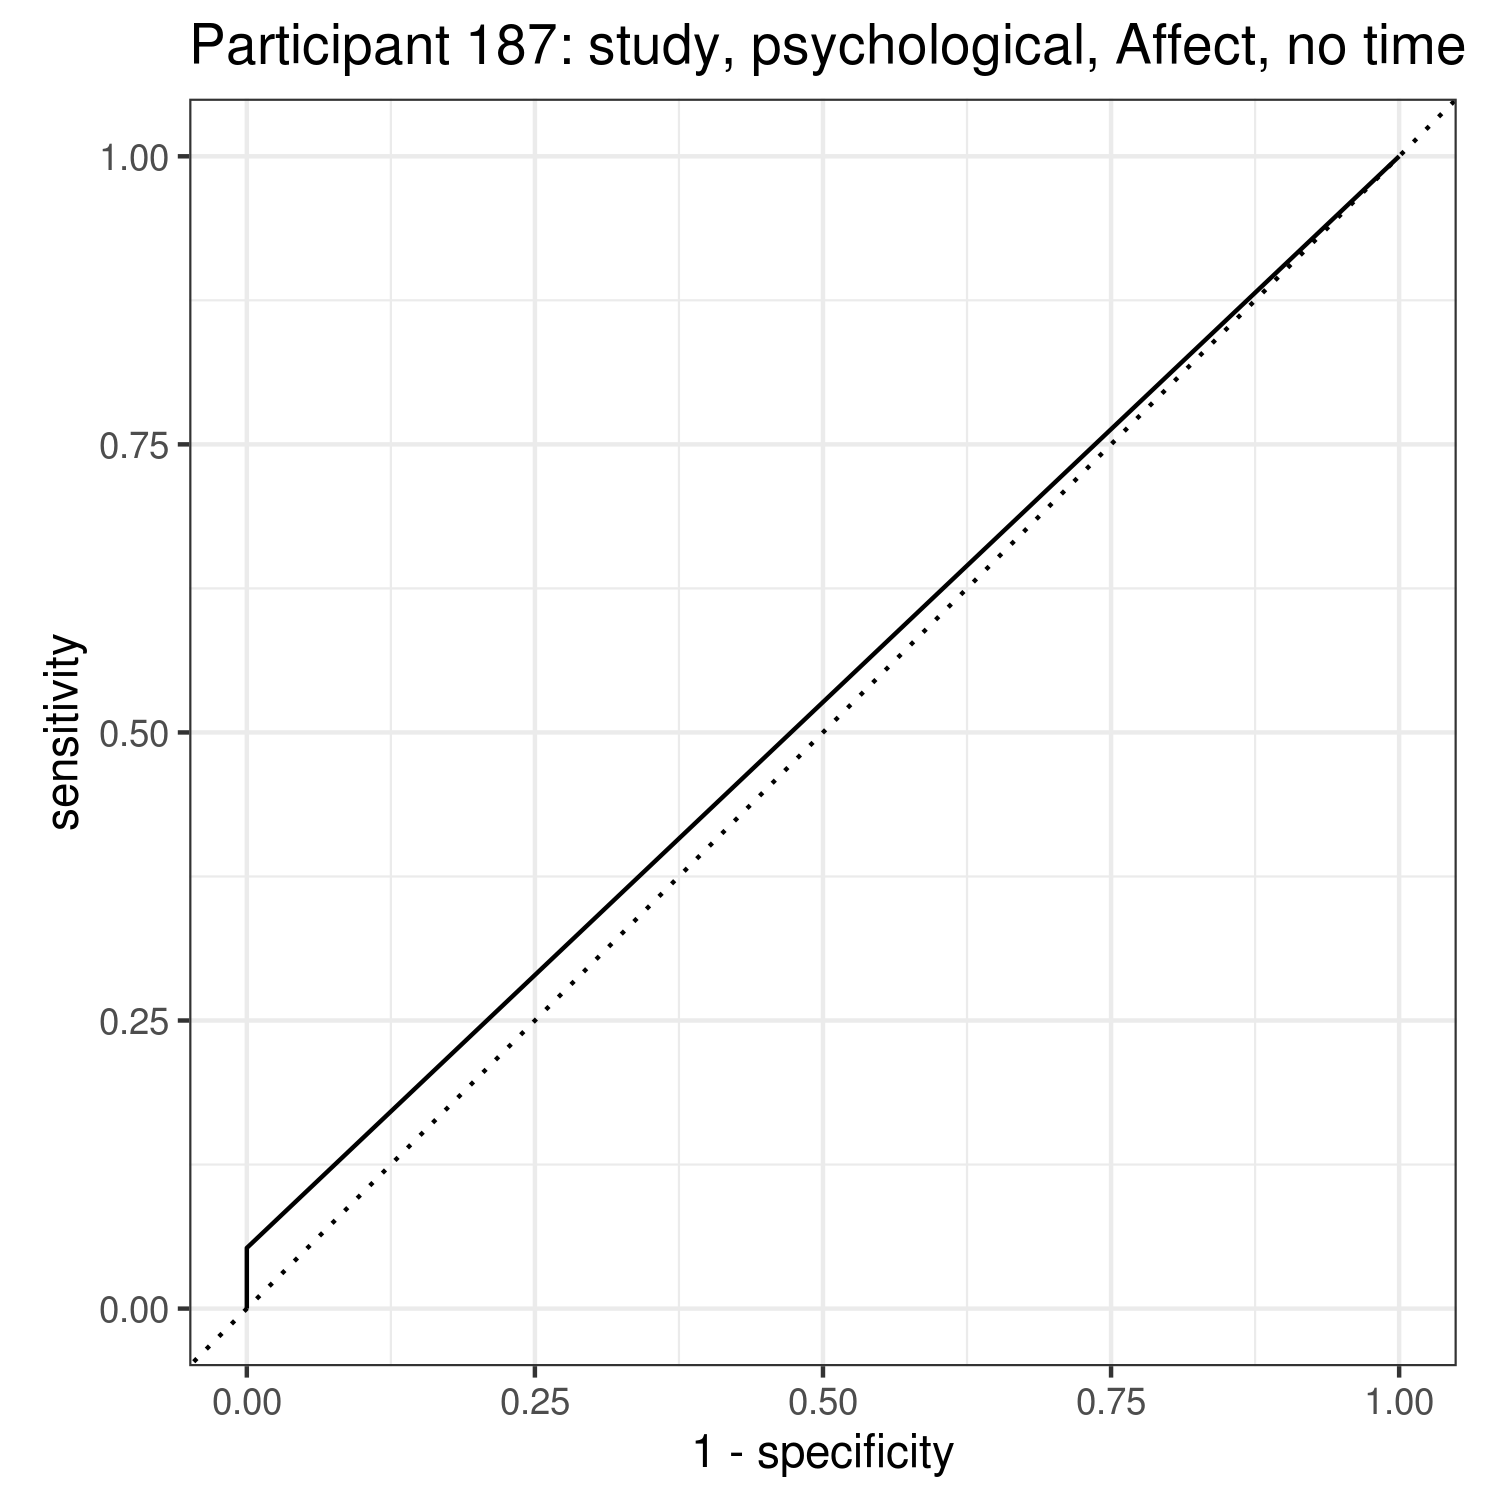 Participant 187: study, psychological, Affect, no time
1.00
0.75
0.50
0.25
0.00
sensitivity
0.00 0.25 0.50 0.75 1.00
1 - specificity